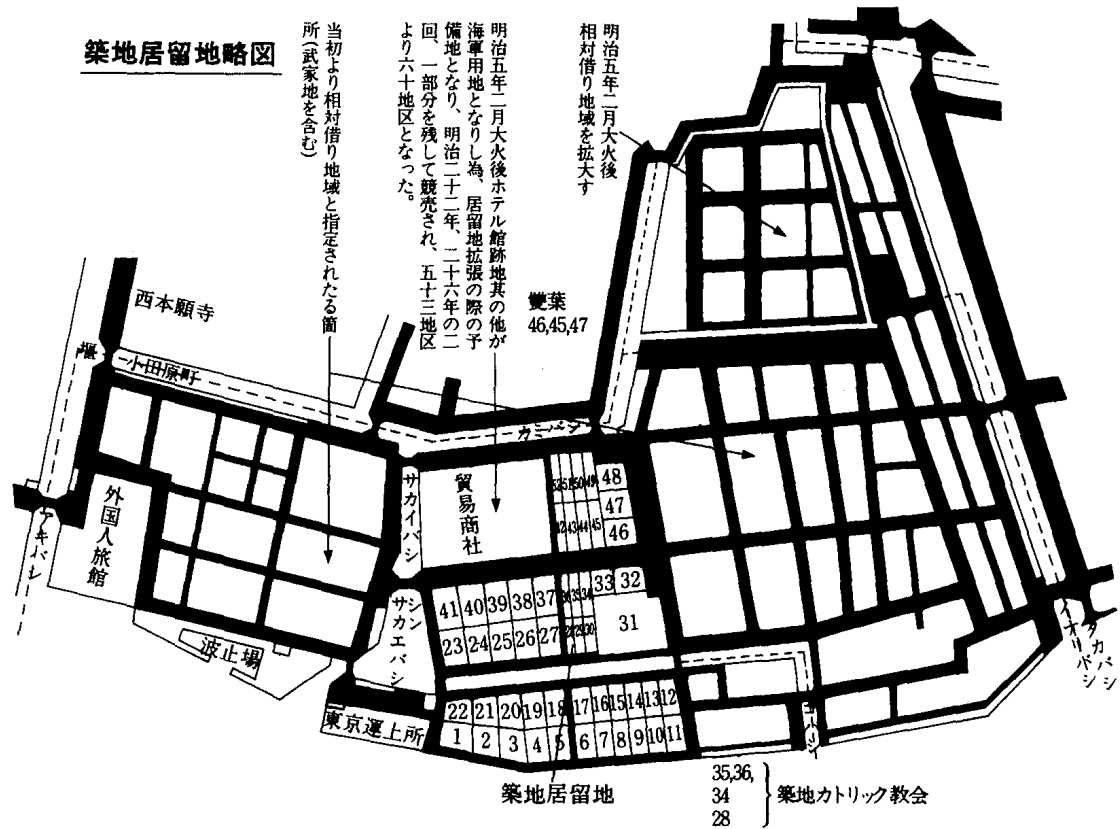 築地居留地略図
明治五年二月大火後
相対借り地域を拡大す
明治五年二月大火後ホテル館跡地其の他が
海軍用地となりし為、居留地拡張の際の予
備地となり、明治二十二年、二十六年の二
回、一部分を残して競売され、五十三地区
より六十地区となった。
当初より相対借り地域と指定されたる箇
所(武家地を含む)
雙葉
46,45,47
西本願寺
堰
小田原町
カミバシ
サカイバシ
貿易商社
48
47
46
42 43 44 45
外国人旅館
波止場
シン
サカエバシ
41 40 39 38 37
33 32
23 24 25 26 27
31
22 21 20 19 18 17 16 15 14 13 12
1 2 3 4 5 6 7 8 9 10 11
東京運上所
タカバシ
築地居留地
35,36,
34
28
築地カトリック教会